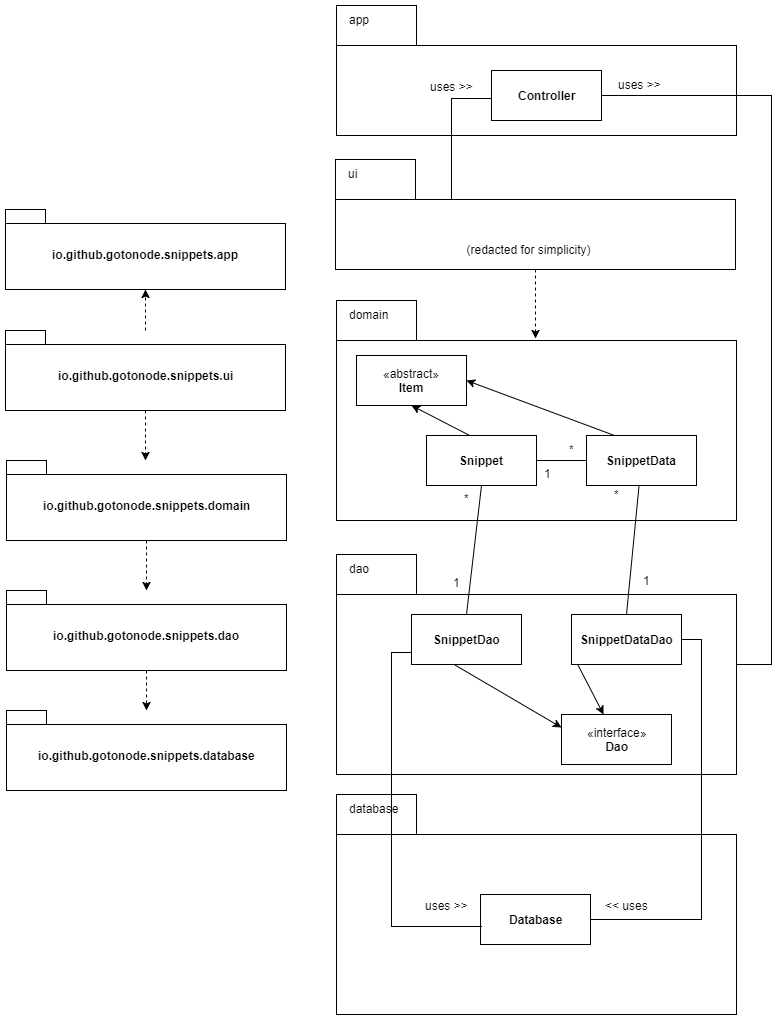 io.github.gotonode.snippets.app
io.github.gotonode.snippets.ui
io.github.gotonode.snippets.domain
io.github.gotonode.snippets.dao
io.github.gotonode.snippets.database
app
uses >>
Controller
uses >>
ui
(redacted for simplicity)
domain
«abstract»
Item
Snippet
*
1
SnippetData
*
*
dao
1
1
SnippetDao
SnippetDataDao
«interface»
Dao
database
uses >>
Database
<< uses